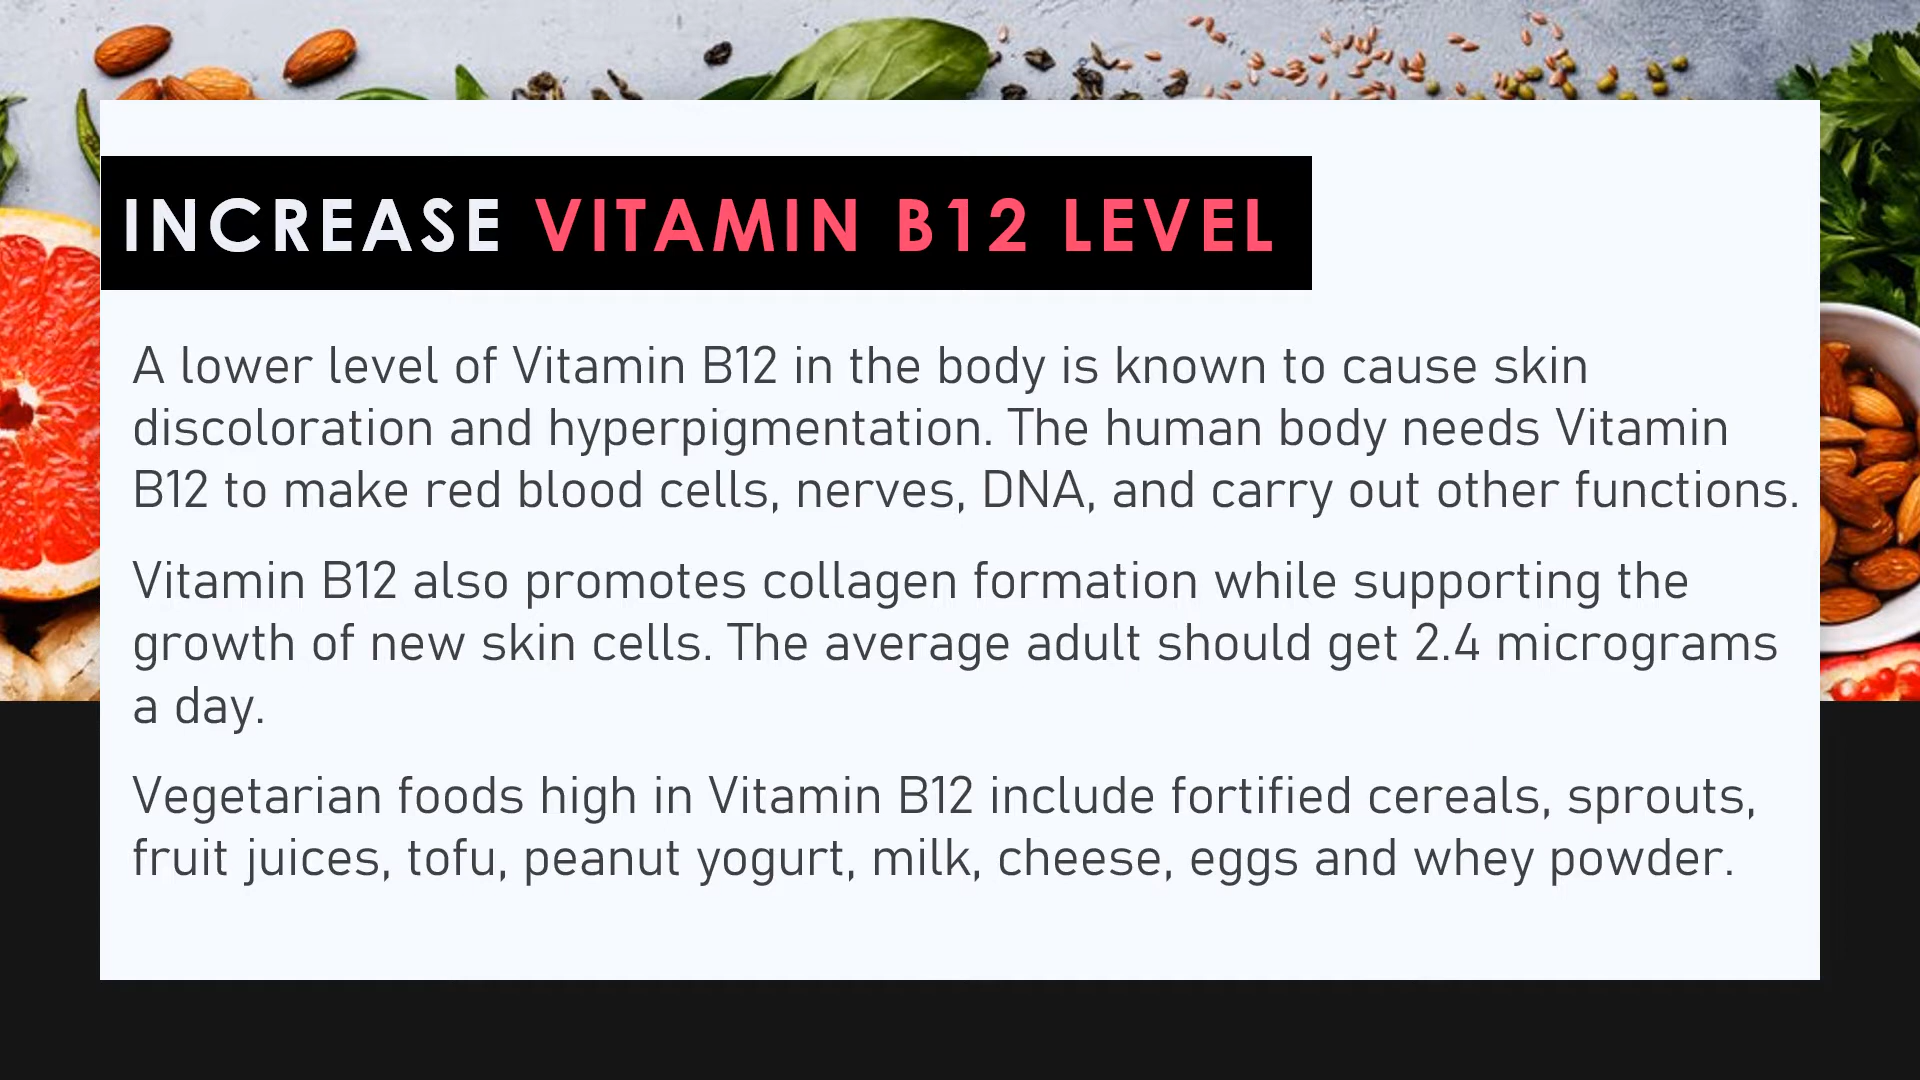 INCREASE VITAMIN B12 LEVEL
A lower level of Vitamin B12 in the body is known to cause skin
discoloration and hyperpigmentation. The human body needs Vitamin
B12 to make red blood cells, nerves, DNA, and carry out other functions.
Vitamin B12 also promotes collagen formation while supporting the
growth of new skin cells. The average adult should get 2.4 micrograms
a day.
Vegetarian foods high in Vitamin B12 include fortified cereals, sprouts,
fruit juices, tofu, peanut yogurt, milk, cheese, eggs and whey powder.